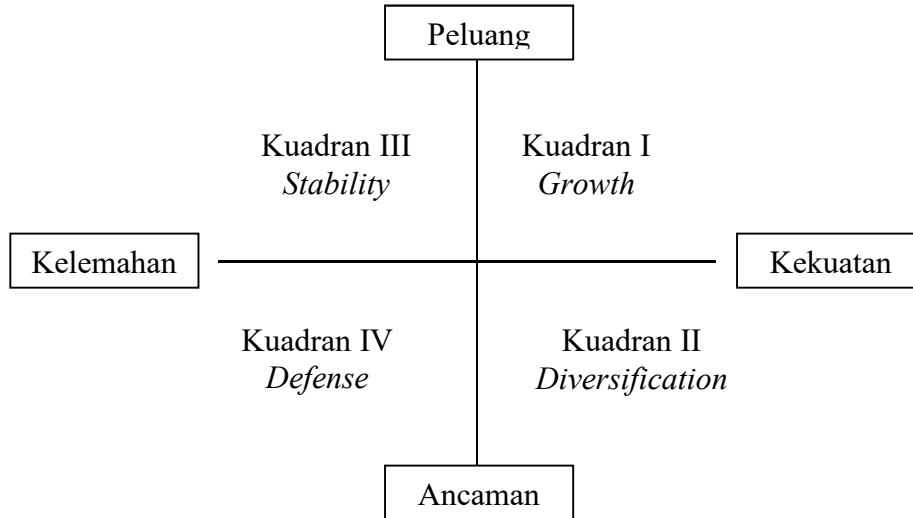 Peluang
Kuadran III
Stability
Kuadran I
Growth
Kelemahan
Kekuatan
Kuadran IV
Defense
Kuadran II
Diversification
Ancaman